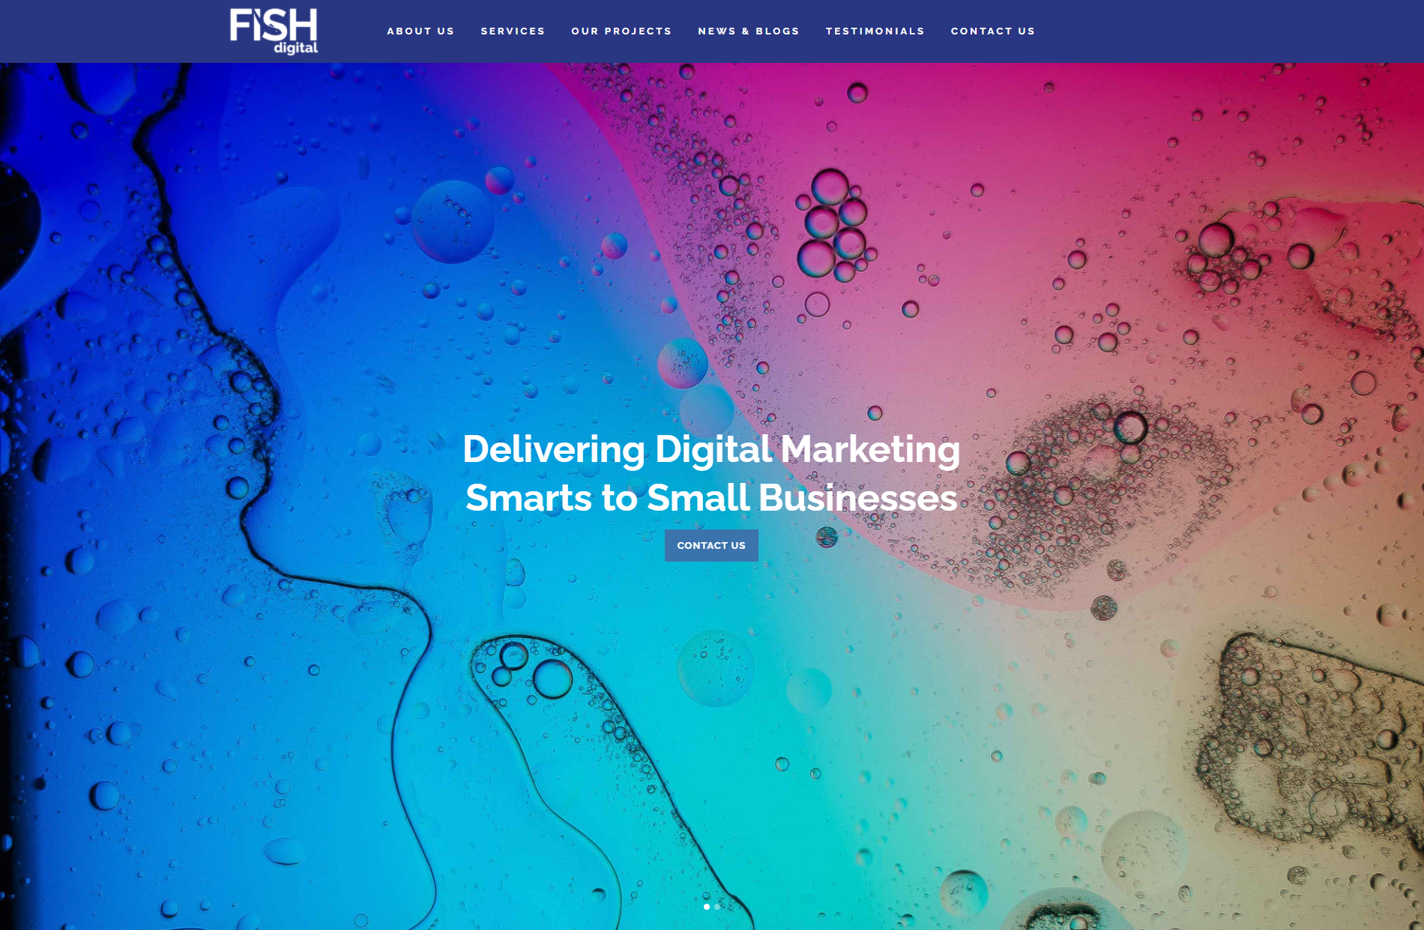 FiSH
digital
ABOUT US
SERVICES
OUR PROJECTS
NEWS & BLOGS
TESTIMONIALS
CONTACT US
Delivering Digital Marketing
Smarts to Small Businesses
CONTACT US